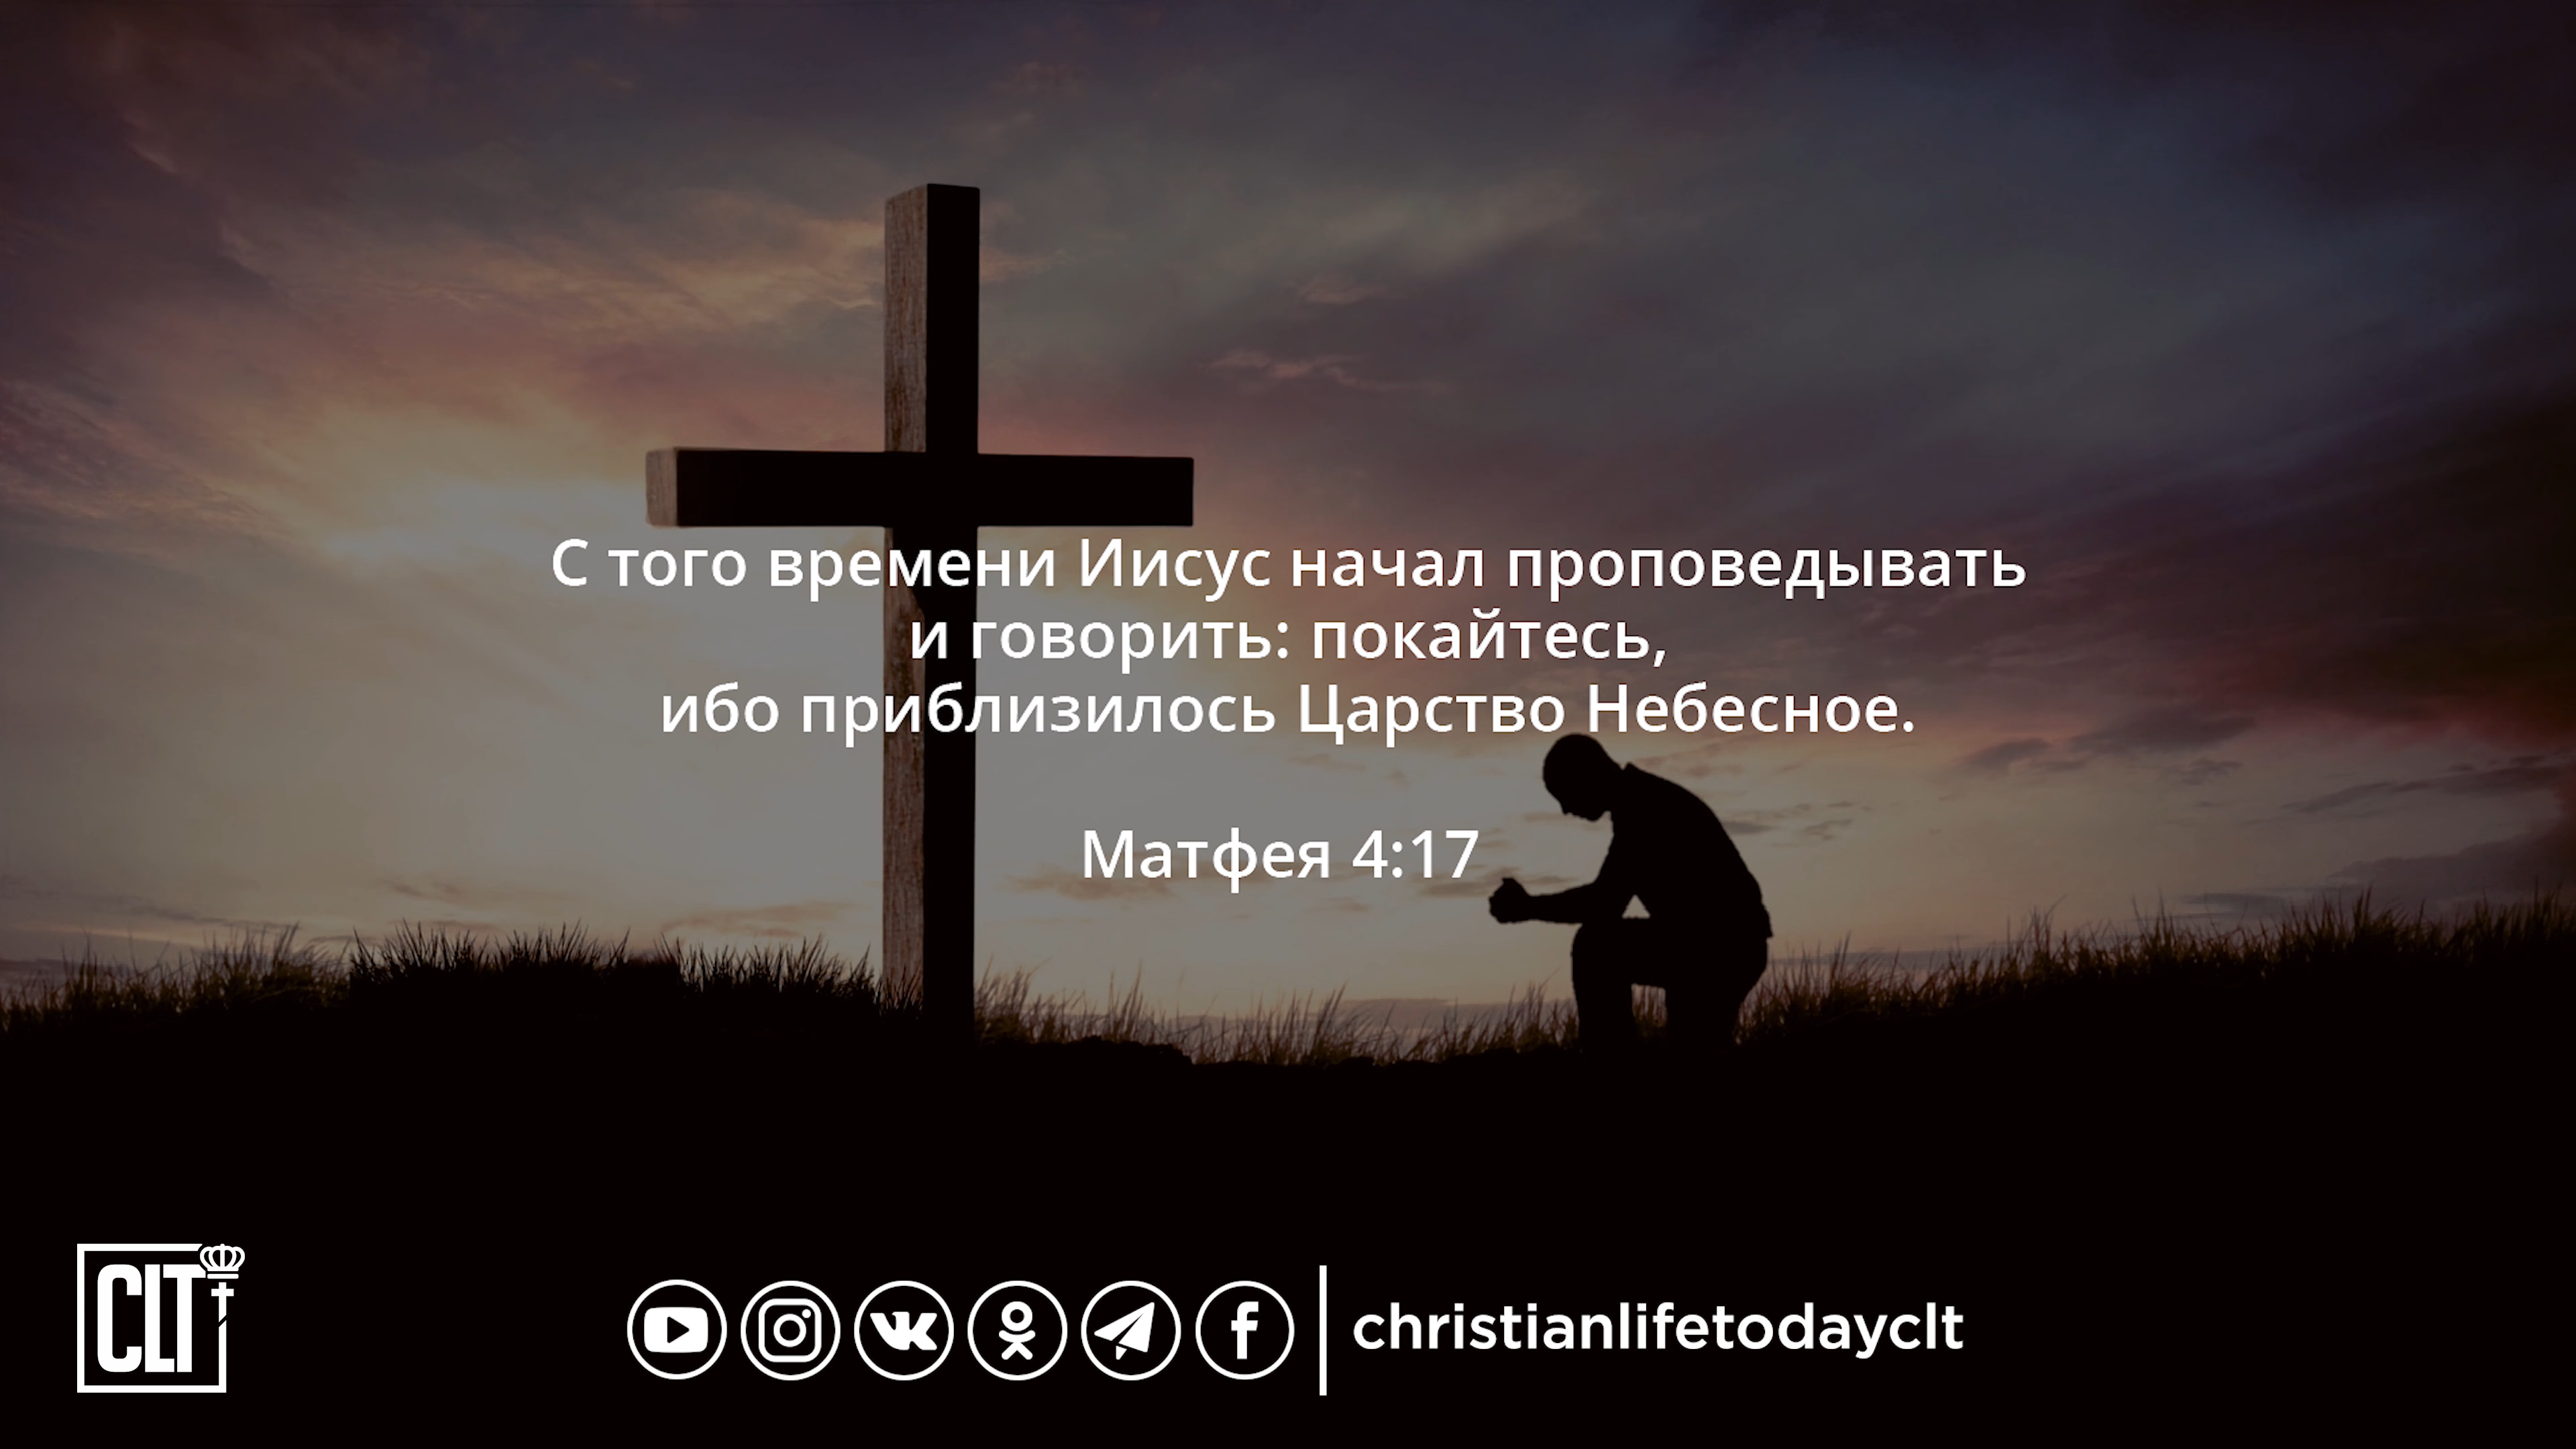 С того времени Иисус начал проповедывать
и говорить: покайтесь,
ибо приблизилось Царство Небесное.
Матфея 4:17
CLT
christianlifetodayclt